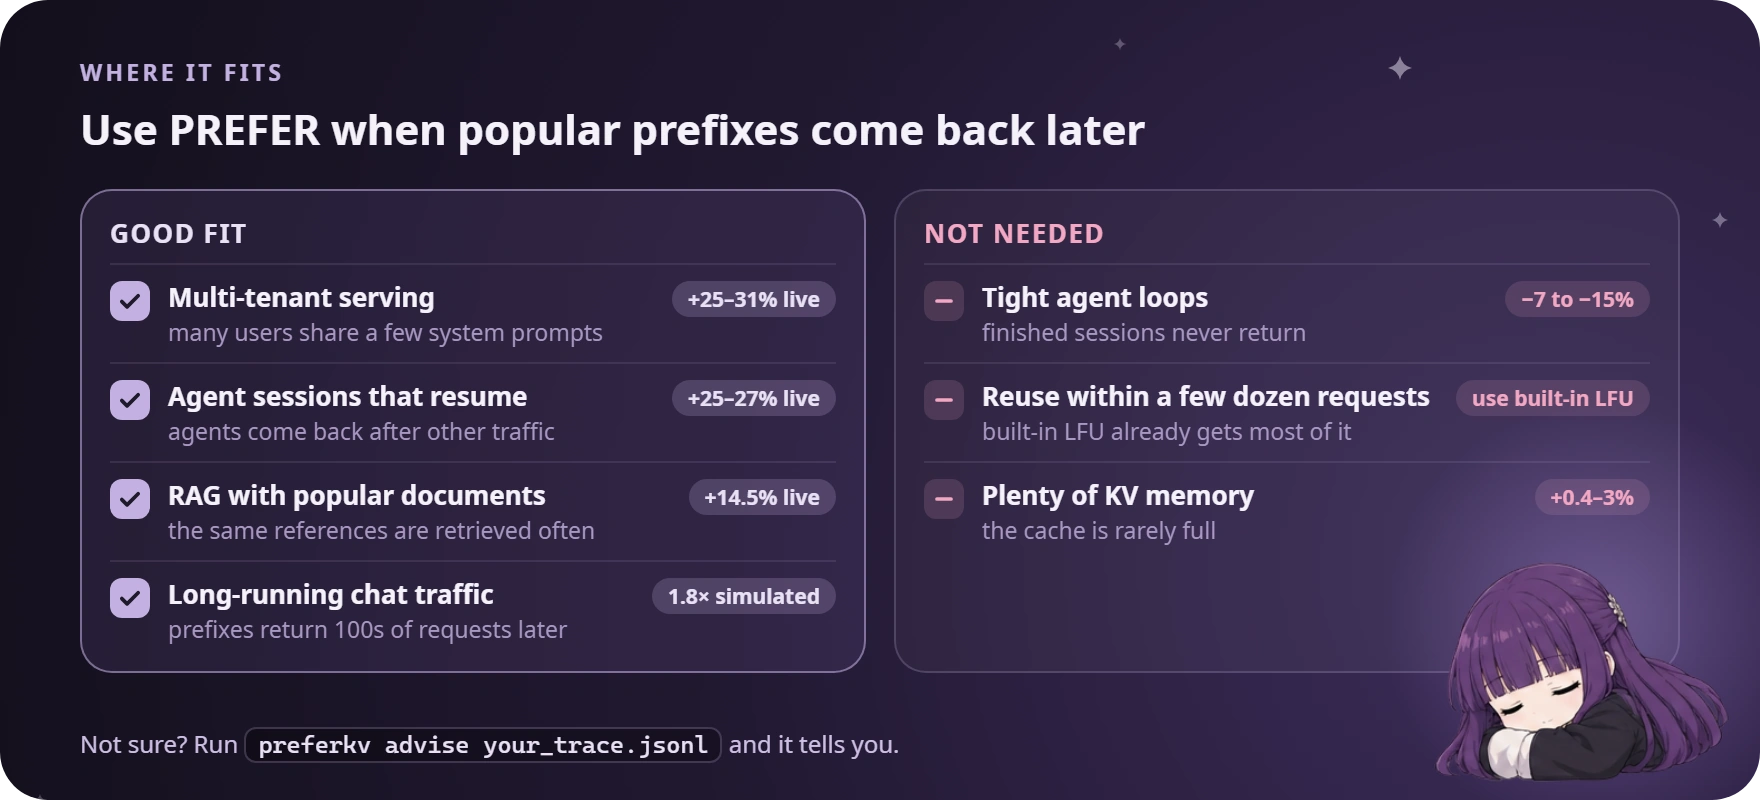 WHERE IT FITS
Use PREFER when popular prefixes come back later
GOOD FIT
Multi-tenant serving
+25–31% live
many users share a few system prompts
Agent sessions that resume
+25–27% live
agents come back after other traffic
RAG with popular documents
+14.5% live
the same references are retrieved often
Long-running chat traffic
1.8× simulated
prefixes return 100s of requests later
NOT NEEDED
Tight agent loops
−7 to −15%
finished sessions never return
Reuse within a few dozen requests
use built-in LFU
built-in LFU already gets most of it
Plenty of KV memory
+0.4–3%
the cache is rarely full
Not sure? Run preferkv advise your_trace.jsonl and it tells you.